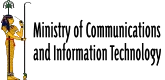 Ministry of Communications
and Information Technology